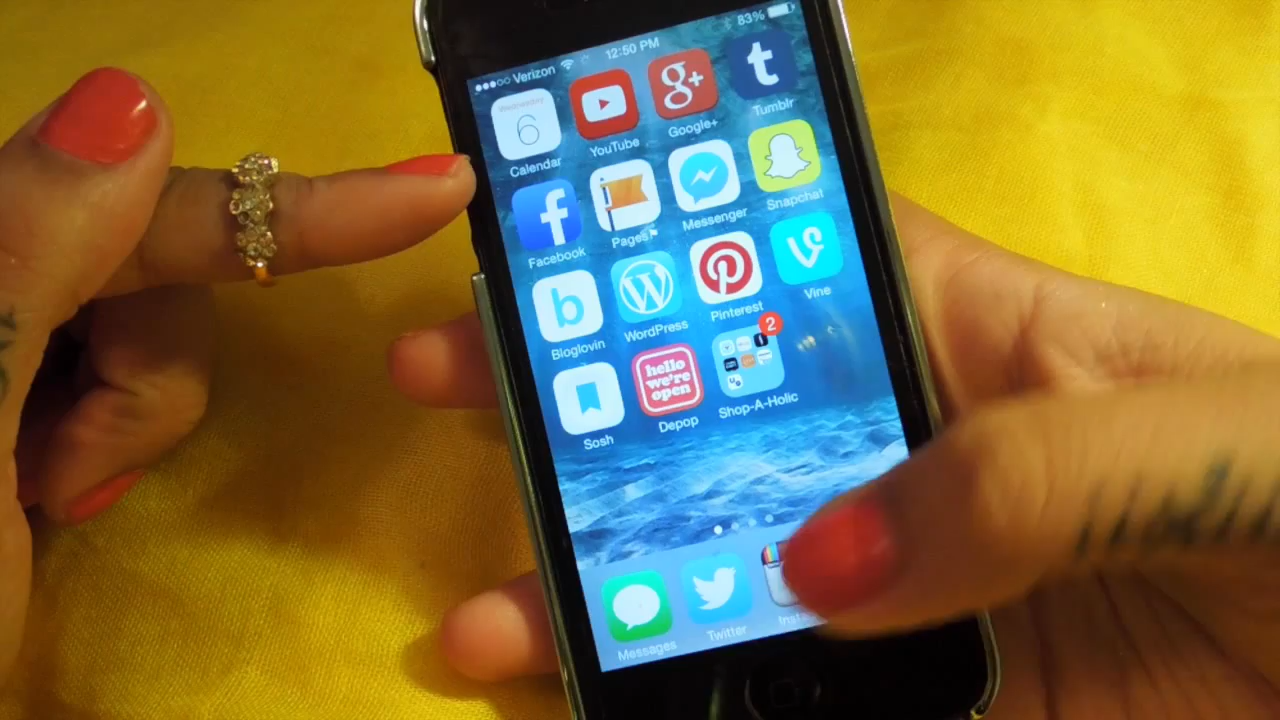 Verizon 12:50 PM 83%
Wednesday
6
g+
t
Calendar YouTube Google+ Tumblr
f
Facebook Pages Messenger Snapchat
b W P V
Bloglovin WordPress Pinterest Vine
hello
we're
open
2
Sosh Depop Shop-A-Holic
Messages Twitter Insta